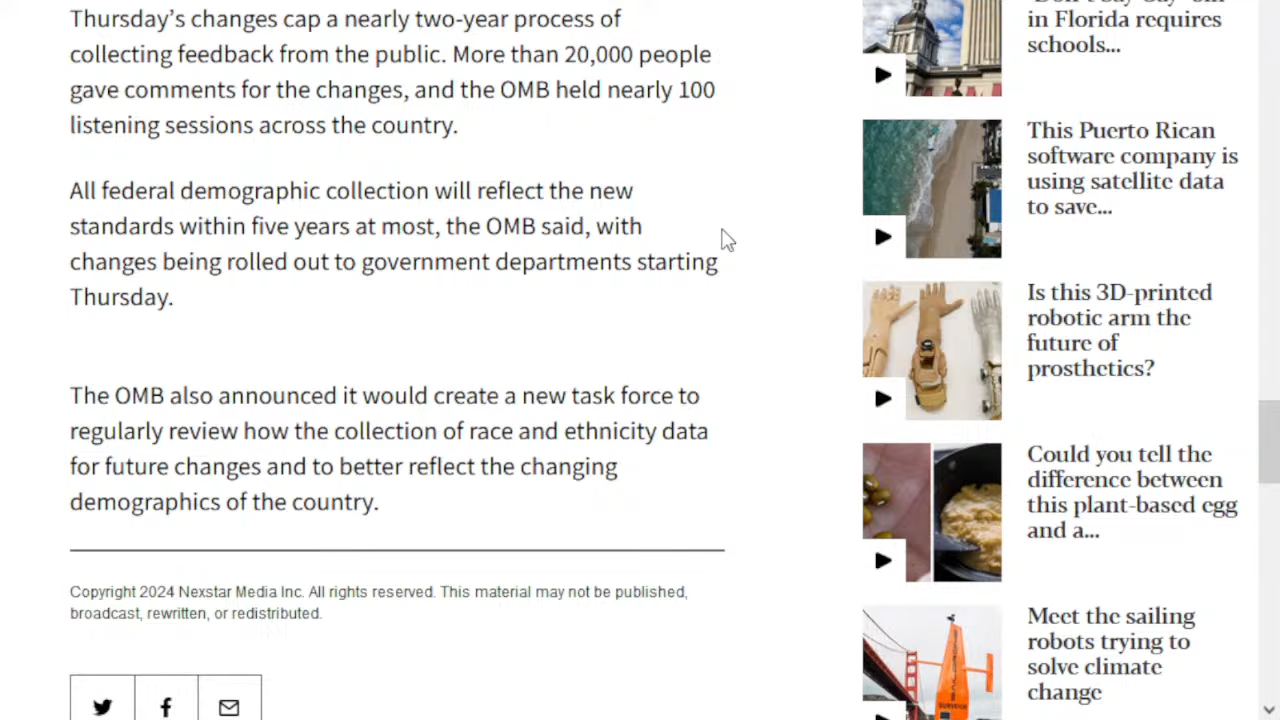 Thursday’s changes cap a nearly two-year process of
collecting feedback from the public. More than 20,000 people
gave comments for the changes, and the OMB held nearly 100
listening sessions across the country.
All federal demographic collection will reflect the new
standards within five years at most, the OMB said, with
changes being rolled out to government departments starting
Thursday.
The OMB also announced it would create a new task force to
regularly review how the collection of race and ethnicity data
for future changes and to better reflect the changing
demographics of the country.
Copyright 2024 Nexstar Media Inc. All rights reserved. This material may not be published,
broadcast, rewritten, or redistributed.
in Florida requires
schools...
This Puerto Rican
software company is
using satellite data
to save...
Is this 3D-printed
robotic arm the
future of
prosthetics?
Could you tell the
difference between
this plant-based egg
and a...
Meet the sailing
robots trying to
solve climate
change